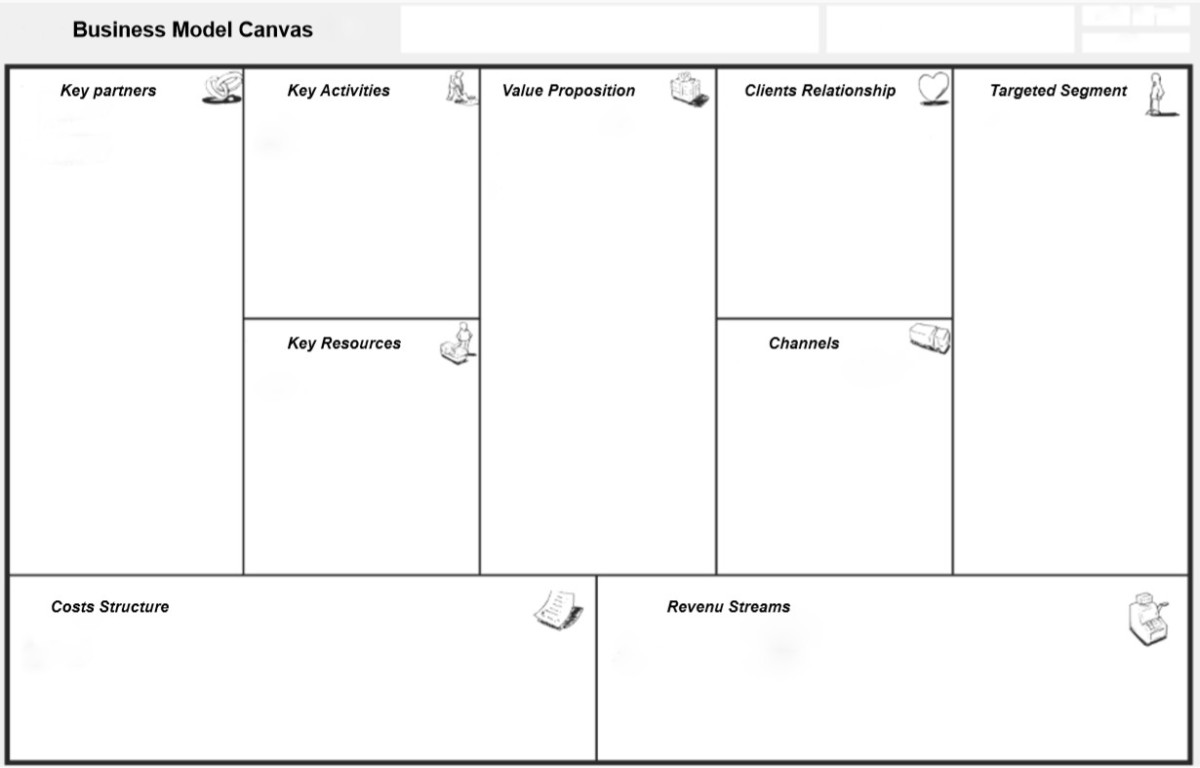 Business Model Canvas
Key partners
Key Activities
Value Proposition
Clients Relationship
Targeted Segment
Key Resources
Channels
Costs Structure
Revenu Streams